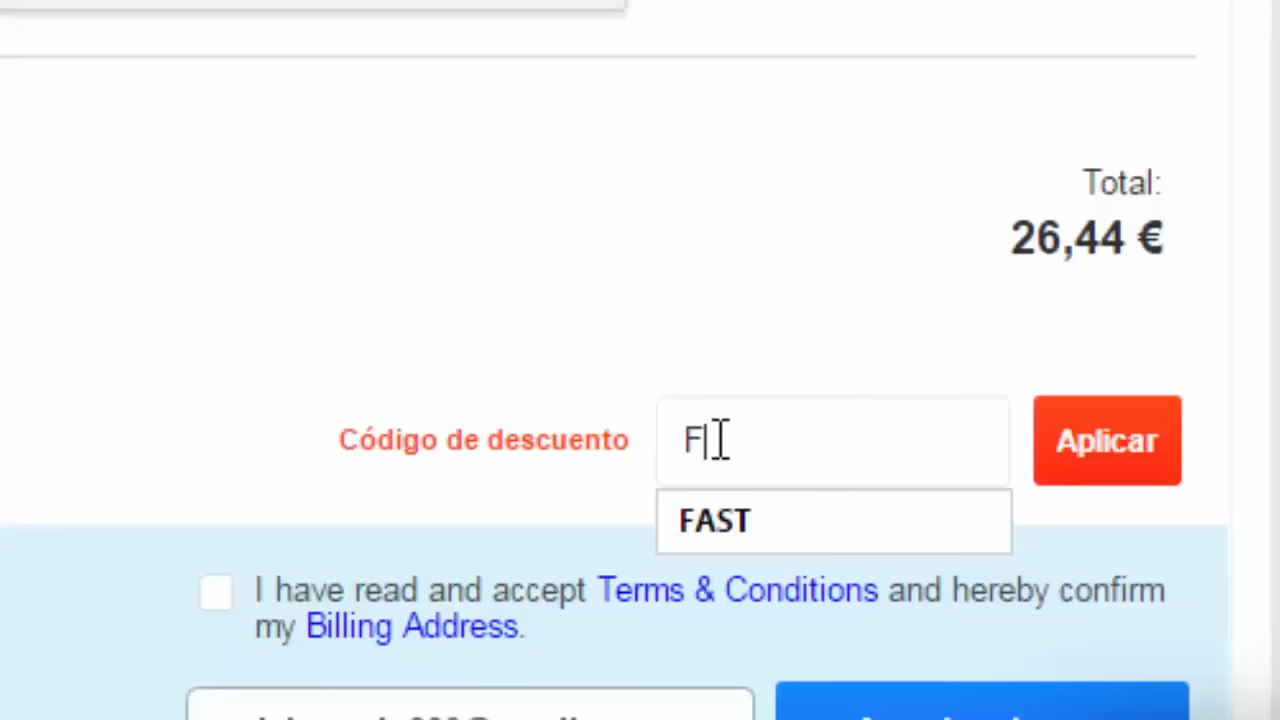 Total:
26,44 €
Código de descuento
F
Aplicar
FAST
I have read and accept Terms & Conditions and hereby confirm
my Billing Address.